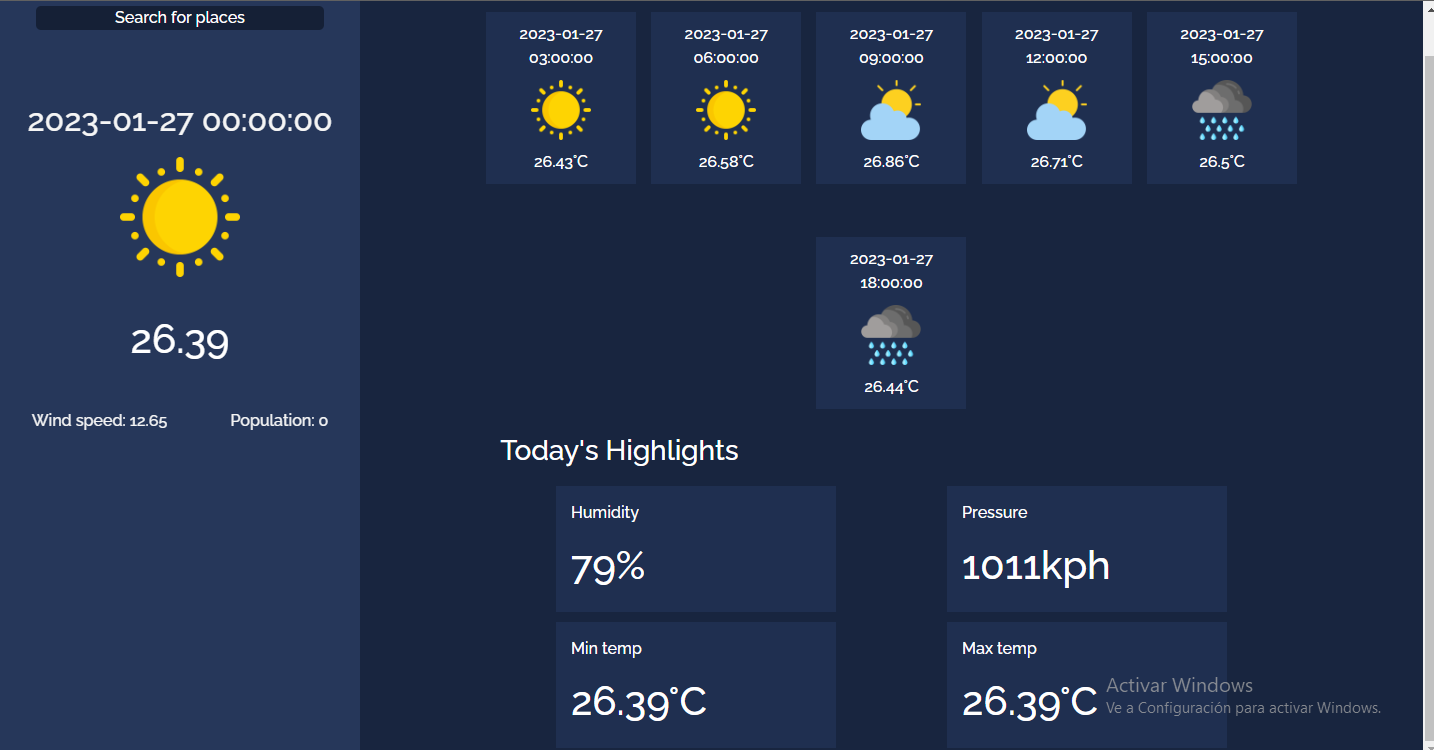 Search for places
2023-01-27 00:00:00
26.39
Wind speed: 12.65
Population: 0
2023-01-27
03:00:00
26.43°C
2023-01-27
06:00:00
26.58°C
2023-01-27
09:00:00
26.86°C
2023-01-27
12:00:00
26.71°C
2023-01-27
15:00:00
26.5°C
2023-01-27
18:00:00
26.44°C
Today's Highlights
Humidity
79%
Pressure
1011kph
Min temp
26.39°C
Max temp
26.39°C
Activar Windows
Ve a Configuración para activar Windows.